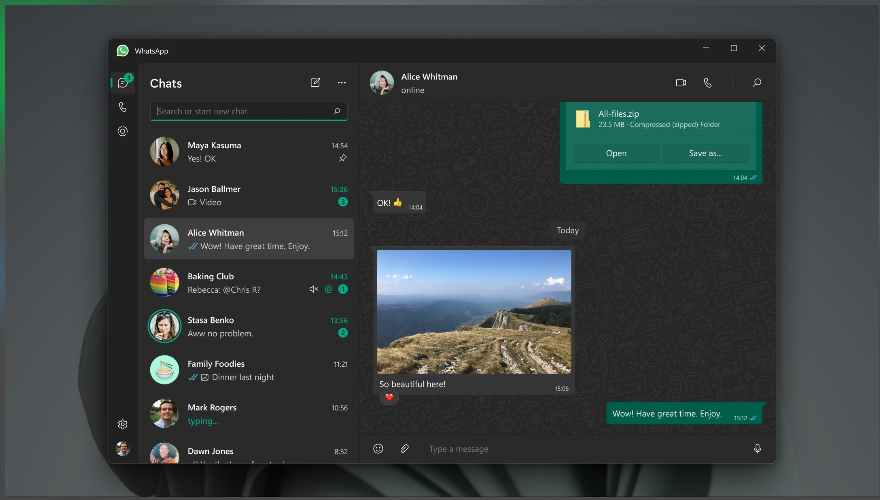 WhatsApp
3
Chats
Search or start new chat
Maya Kasuma 14:54
Yes! OK
Jason Ballmer 15:26
Video 3
Alice Whitman 15:12
Wow! Have great time. Enjoy.
Baking Club 14:43
Rebecca: @Chris R? @ 1
Stasa Benko 13:56
Aww no problem. 2
Family Foodies 11:21
Dinner last night
Mark Rogers 10:56
typing...
Dawn Jones 8:32
Alice Whitman
online
All-files.zip
23.5 MB · Compressed (zipped) Folder
Open Save as...
14:04
OK! 👍 14:04
Today
So beautiful here!
15:06
❤️
Wow! Have great time. Enjoy. 15:12
Type a message